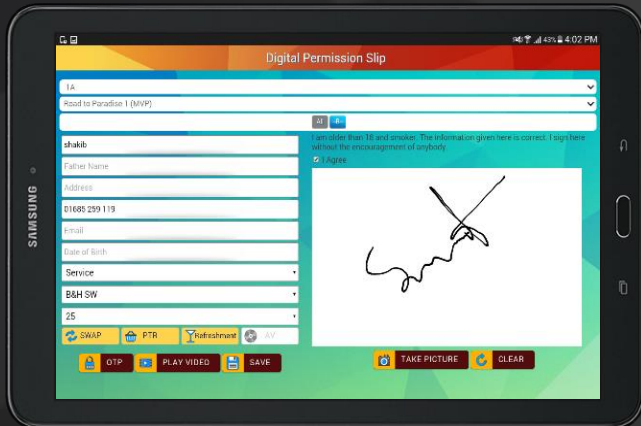 43% 4:02 PM
Digital Permission Slip
1A
Road to Paradise 1 (MVP)
shakib
Father Name
Address
01685 259 119
Email
Date of Birth
Service
B&H SW
25
SWAP PTR Refreshment AV
OTP PLAY VIDEO SAVE
I am older than 18 and smoker. The information given here is correct. I sign here
without the encouragement of anybody.
I Agree
TAKE PICTURE CLEAR
SAMSUNG